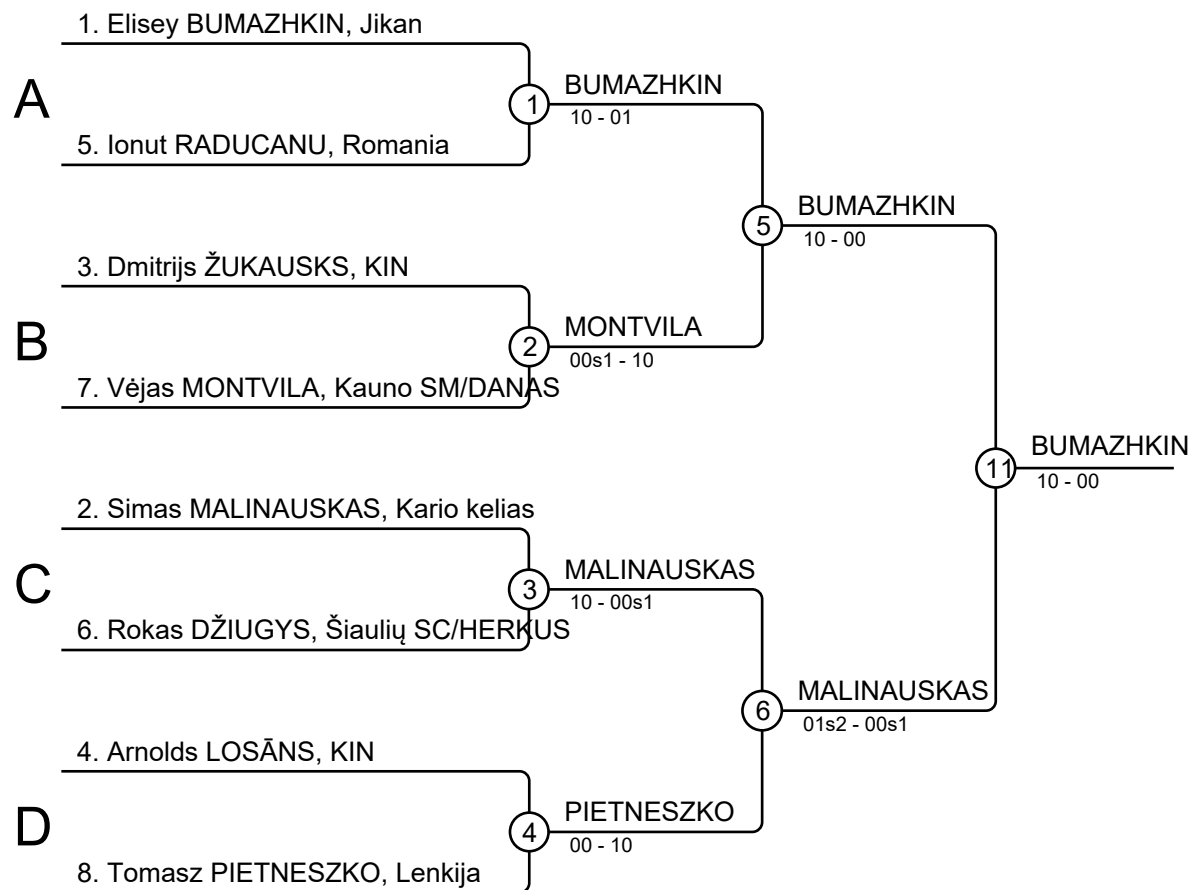 1. Elisey BUMAZHKIN, Jikan
A
1
BUMAZHKIN
10 - 01
5. Ionut RADUCANU, Romania
5
BUMAZHKIN
10 - 00
3. Dmitrijs ŽUKAUSKS, KIN
B
2
MONTVILA
00s1 - 10
7. Vėjas MONTVILA, Kauno SM/DANAS
11
BUMAZHKIN
10 - 00
2. Simas MALINAUSKAS, Kario kelias
C
3
MALINAUSKAS
10 - 00s1
6. Rokas DŽIUGYS, Šiaulių SC/HERKUS
6
MALINAUSKAS
01s2 - 00s1
4. Arnolds LOSĀNS, KIN
D
4
PIETNESZKO
00 - 10
8. Tomasz PIETNESZKO, Lenkija